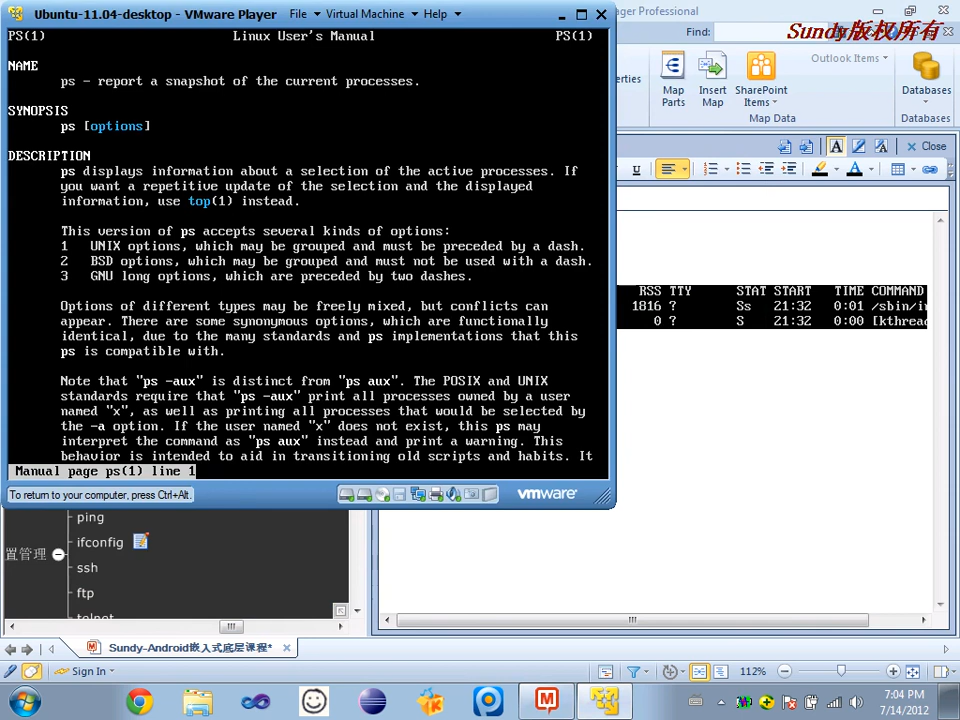 Ubuntu-11.04-desktop - VMware Player File Virtual Machine Help
PS(1) Linux User's Manual PS(1)
NAME
ps - report a snapshot of the current processes.
SYNOPSIS
ps [options]
DESCRIPTION
ps displays information about a selection of the active processes. If
you want a repetitive update of the selection and the displayed
information, use top(1) instead.
This version of ps accepts several kinds of options:
1 UNIX options, which may be grouped and must be preceded by a dash.
2 BSD options, which may be grouped and must not be used with a dash.
3 GNU long options, which are preceded by two dashes.
Options of different types may be freely mixed, but conflicts can
appear. There are some synonymous options, which are functionally
identical, due to the many standards and ps implementations that this
ps is compatible with.
Note that "ps -aux" is distinct from "ps aux". The POSIX and UNIX
standards require that "ps -aux" print all processes owned by a user
named "x", as well as printing all processes that would be selected by
the -a option. If the user named "x" does not exist, this ps may
interpret the command as "ps aux" instead and print a warning. This
behavior is intended to aid in transitioning old scripts and habits. It
Manual page ps(1) line 1
To return to your computer, press Ctrl+Alt.
vmware
ager Professional
Sundy版权所有
Find:
perties
Map Parts
Insert Map
SharePoint Items
Outlook Items
Databases
Map Data
Databases
Close
RSS TTY STAT START TIME COMMAND
1816 ? Ss 21:32 0:01 /sbin/in
0 ? S 21:32 0:00 [kthread
置管理
ping
ifconfig
ssh
ftp
telnet
Sundy-Android嵌入式底层课程*
Sign In
112%
7:04 PM
7/14/2012